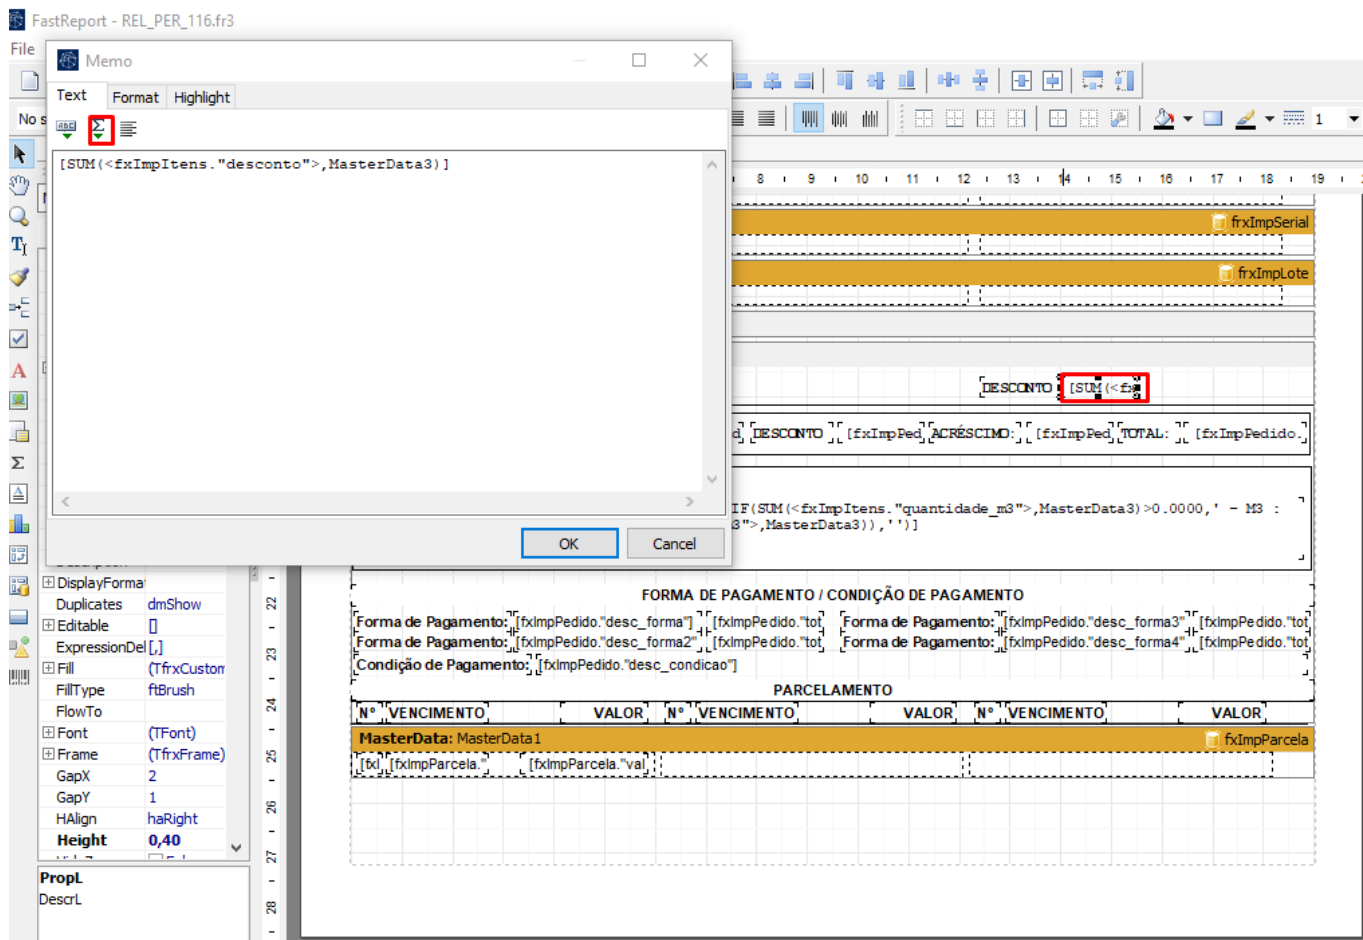 FastReport - REL_PER_116.fr3
File
Memo
Text Format Highlight
No s
1
[SUM(<fxImpItens."desconto">,MasterData3)]
8 9 10 11 12 13 14 15 16 17 18 19
frxImpSerial
frxImpLote
DESCONTO [SUM(<fx
DESCONTO [fxImpPed ACRÉSCIMO: [fxImpPed TOTAL: [fxImpPedido.
IF(SUM(<fxImpItens."quantidade_m3">,MasterData3)>0.0000,' - M3 :
3">,MasterData3)),'')]
OK Cancel
DisplayForma
Duplicates dmShow
Editable []
ExpressionDel [,]
Fill (TfrxCustom
FillType ftBrush
FlowTo
Font (TFont)
Frame (TfrxFrame)
GapX 2
GapY 1
HAlign haRight
Height 0,40
PropL
DescrL
22
23
24
25
26
27
28
FORMA DE PAGAMENTO / CONDIÇÃO DE PAGAMENTO
Forma de Pagamento: [fxImpPedido."desc_forma"] [fxImpPedido."tot Forma de Pagamento: [fxImpPedido."desc_forma3" [fxImpPedido."tot
Forma de Pagamento: [fxImpPedido."desc_forma2" [fxImpPedido."tot Forma de Pagamento: [fxImpPedido."desc_forma4" [fxImpPedido."tot
Condição de Pagamento: [fxImpPedido."desc_condicao"]
PARCELAMENTO
Nº VENCIMENTO VALOR Nº VENCIMENTO VALOR Nº VENCIMENTO VALOR
MasterData: MasterData1 fxImpParcela
[fxI [fxImpParcela." [fxImpParcela."val